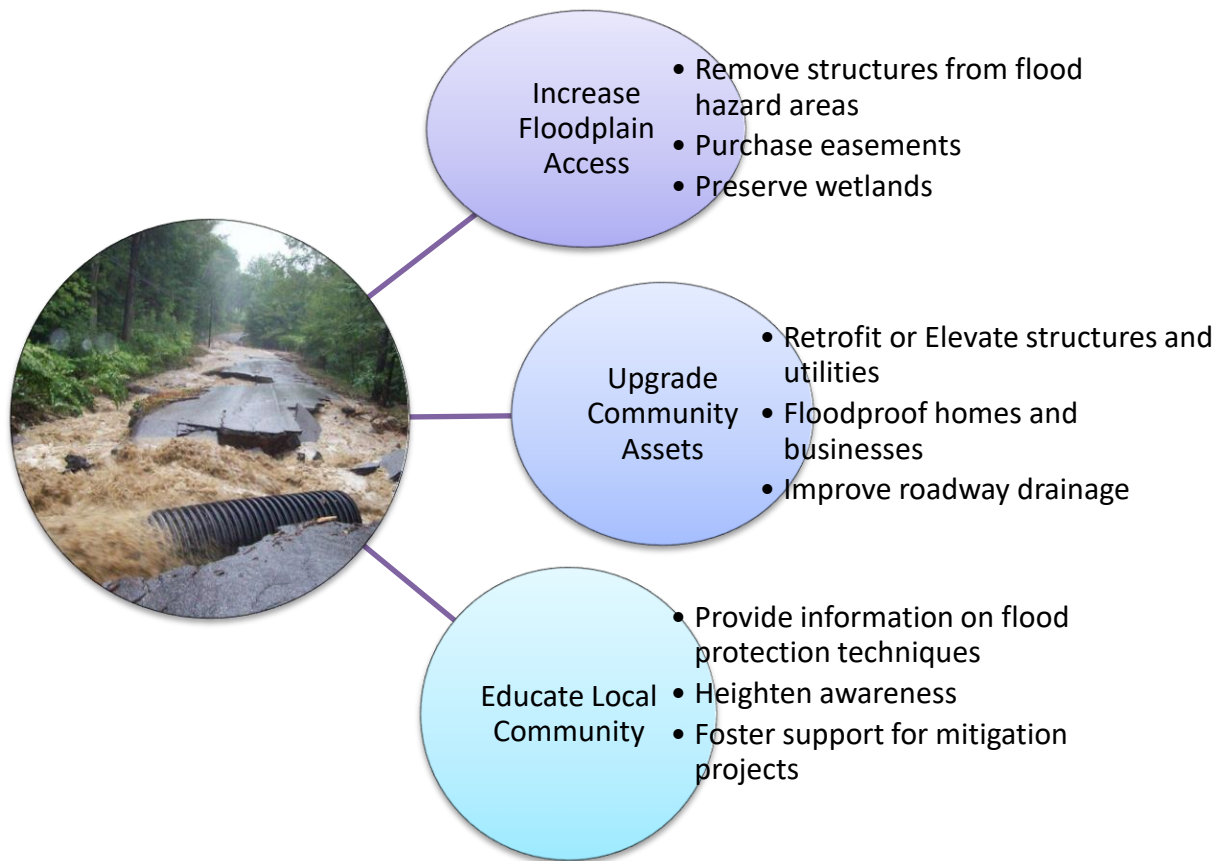 Increase
Floodplain
Access
• Remove structures from flood
hazard areas
• Purchase easements
• Preserve wetlands
Upgrade
Community
Assets
• Retrofit or Elevate structures and
utilities
• Floodproof homes and
businesses
• Improve roadway drainage
Educate Local
Community
• Provide information on flood
protection techniques
• Heighten awareness
• Foster support for mitigation
projects